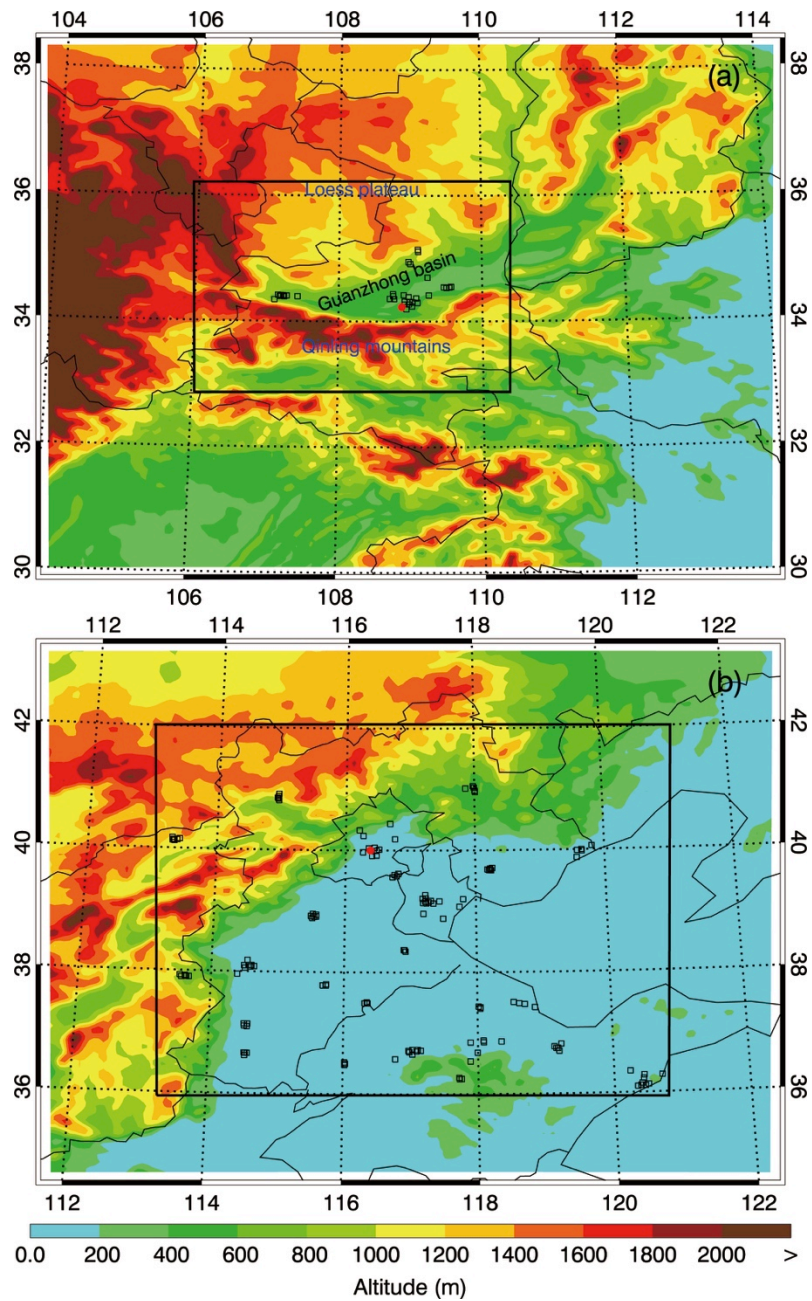 104 106 108 110 112 114
(a)
38 38
36 36
Loess plateau
Guanzhong basin
34 34
Qinling mountains
32 32
30 30
106 108 110 112
112 114 116 118 120 122
(b)
42 42
40 40
38 38
36 36
112 114 116 118 120 122
0.0 200 400 600 800 1000 1200 1400 1600 1800 2000 >
Altitude (m)